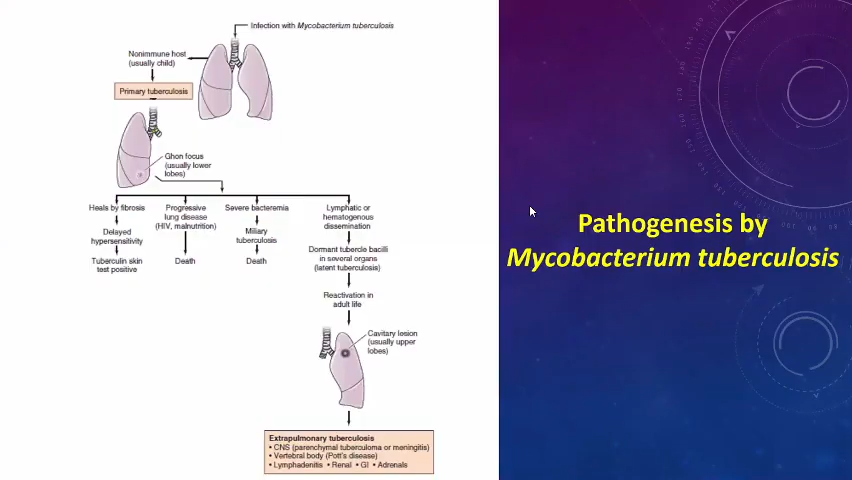 Infection with Mycobacterium tuberculosis
Nonimmune host
(usually child)
Primary tuberculosis
Ghon focus
(usually lower
lobes)
Heals by fibrosis
Delayed
hypersensitivity
Tuberculin skin
test positive
Progressive
lung disease
(HIV, malnutrition)
Death
Severe bacteremia
Miliary
tuberculosis
Death
Lymphatic or
hematogenous
dissemination
Dormant tubercle bacilli
in several organs
(latent tuberculosis)
Reactivation in
adult life
Cavitary lesion
(usually upper
lobes)
Extrapulmonary tuberculosis
• CNS (parenchymal tuberculoma or meningitis)
• Vertebral body (Pott's disease)
• Lymphadenitis • Renal • GI • Adrenals
Pathogenesis by
Mycobacterium tuberculosis